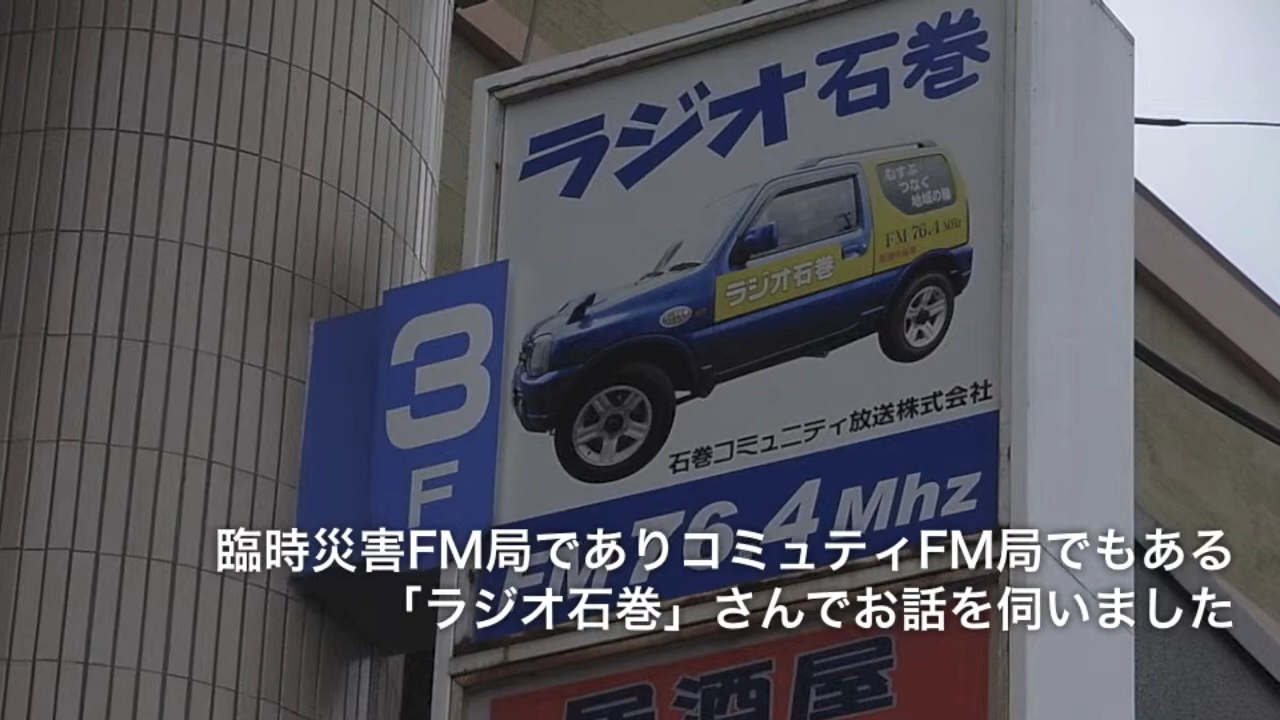 ラジオ石巻
むすぶ
つなぐ
地域の輪
FM 76.4 MHz
ラジオ石巻
3
F
石巻コミュニティ放送株式会社
FM 76.4 Mhz
臨時災害FM局でありコミュティFM局でもある
「ラジオ石巻」さんでお話を伺いました
居酒屋